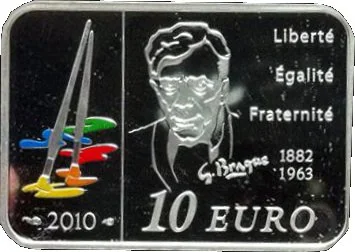 Liberté
Égalité
Fraternité
G. Braque
1882
1963
2010
10 EURO